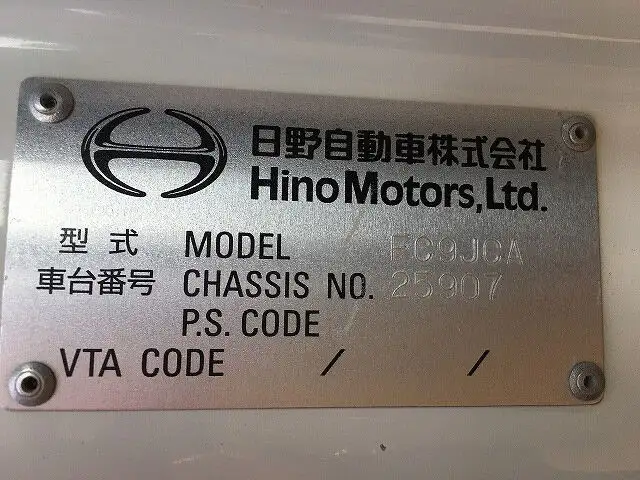 日野自動車株式会社
Hino Motors, Ltd.
型式 MODEL FC9JCA
車台番号 CHASSIS NO. 25907
P.S. CODE
VTA CODE / /